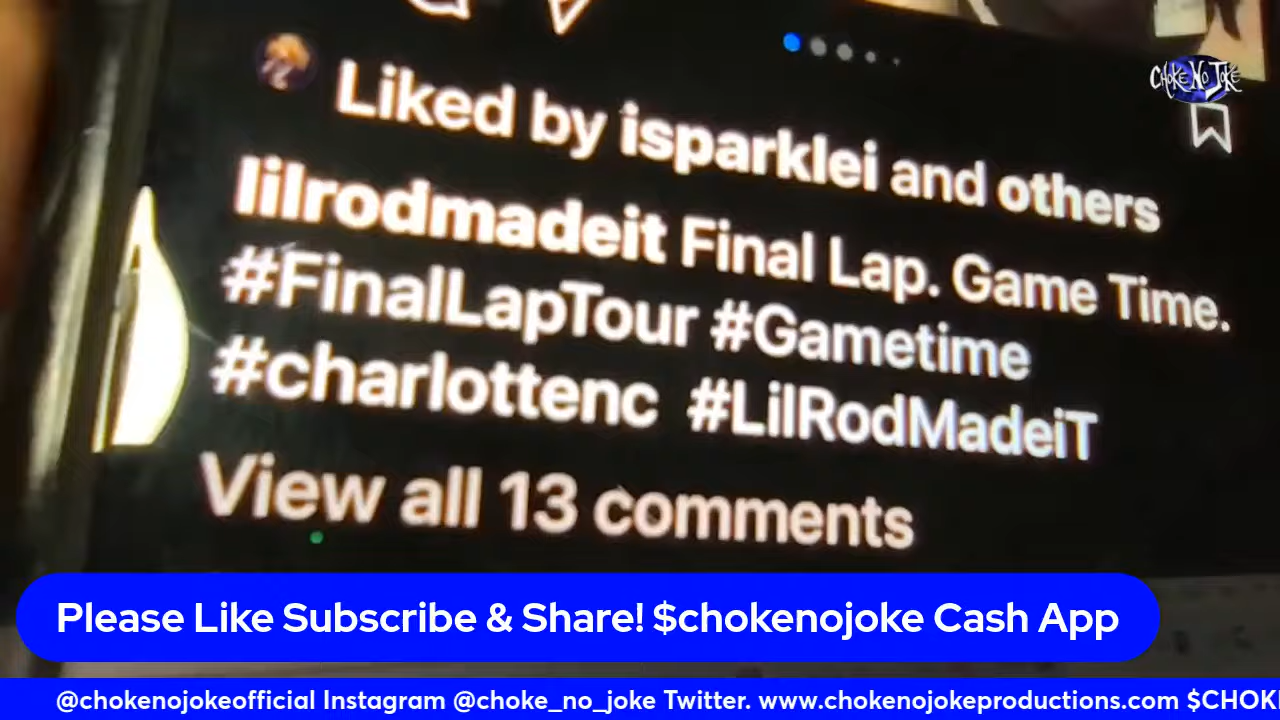 CHOKE NO JOKE
Liked by isparklei and others
lilrodmadeit Final Lap. Game Time.
#FinalLapTour #Gametime
#charlottenc #LilRodMadeiT
View all 13 comments
Please Like Subscribe & Share! $chokenojoke Cash App
@chokenojokeofficial Instagram @choke_no_joke Twitter. www.chokenojokeproductions.com